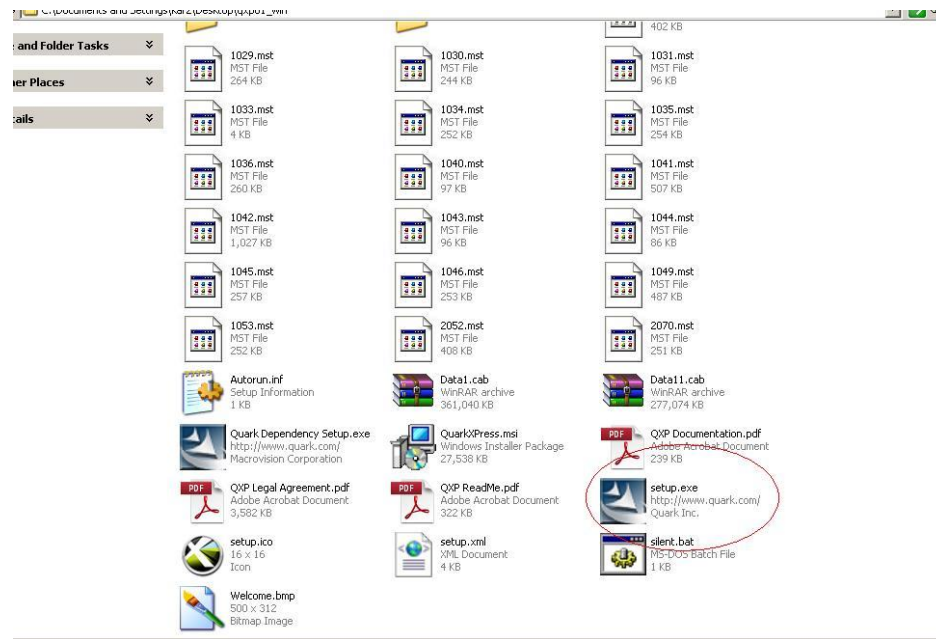 C:\Documents and Settings\Kar2\Desktop\qxp81_win
402 KB
and Folder Tasks
1029.mst
MST File
264 KB
1030.mst
MST File
244 KB
1031.mst
MST File
96 KB
her Places
1033.mst
MST File
4 KB
1034.mst
MST File
252 KB
1035.mst
MST File
254 KB
tails
1036.mst
MST File
260 KB
1040.mst
MST File
97 KB
1041.mst
MST File
507 KB
1042.mst
MST File
1,027 KB
1043.mst
MST File
96 KB
1044.mst
MST File
86 KB
1045.mst
MST File
257 KB
1046.mst
MST File
253 KB
1049.mst
MST File
487 KB
1053.mst
MST File
252 KB
2052.mst
MST File
408 KB
2070.mst
MST File
251 KB
Autorun.inf
Setup Information
1 KB
Data1.cab
WinRAR archive
361,040 KB
Data11.cab
WinRAR archive
277,074 KB
Quark Dependency Setup.exe
http://www.quark.com/
Macrovision Corporation
QuarkXPress.msi
Windows Installer Package
27,538 KB
QXP Documentation.pdf
Adobe Acrobat Document
239 KB
QXP Legal Agreement.pdf
Adobe Acrobat Document
3,582 KB
QXP ReadMe.pdf
Adobe Acrobat Document
322 KB
setup.exe
http://www.quark.com/
Quark Inc.
setup.ico
16 x 16
Icon
setup.xml
XML Document
4 KB
silent.bat
MS-DOS Batch File
1 KB
Welcome.bmp
500 x 312
Bitmap Image